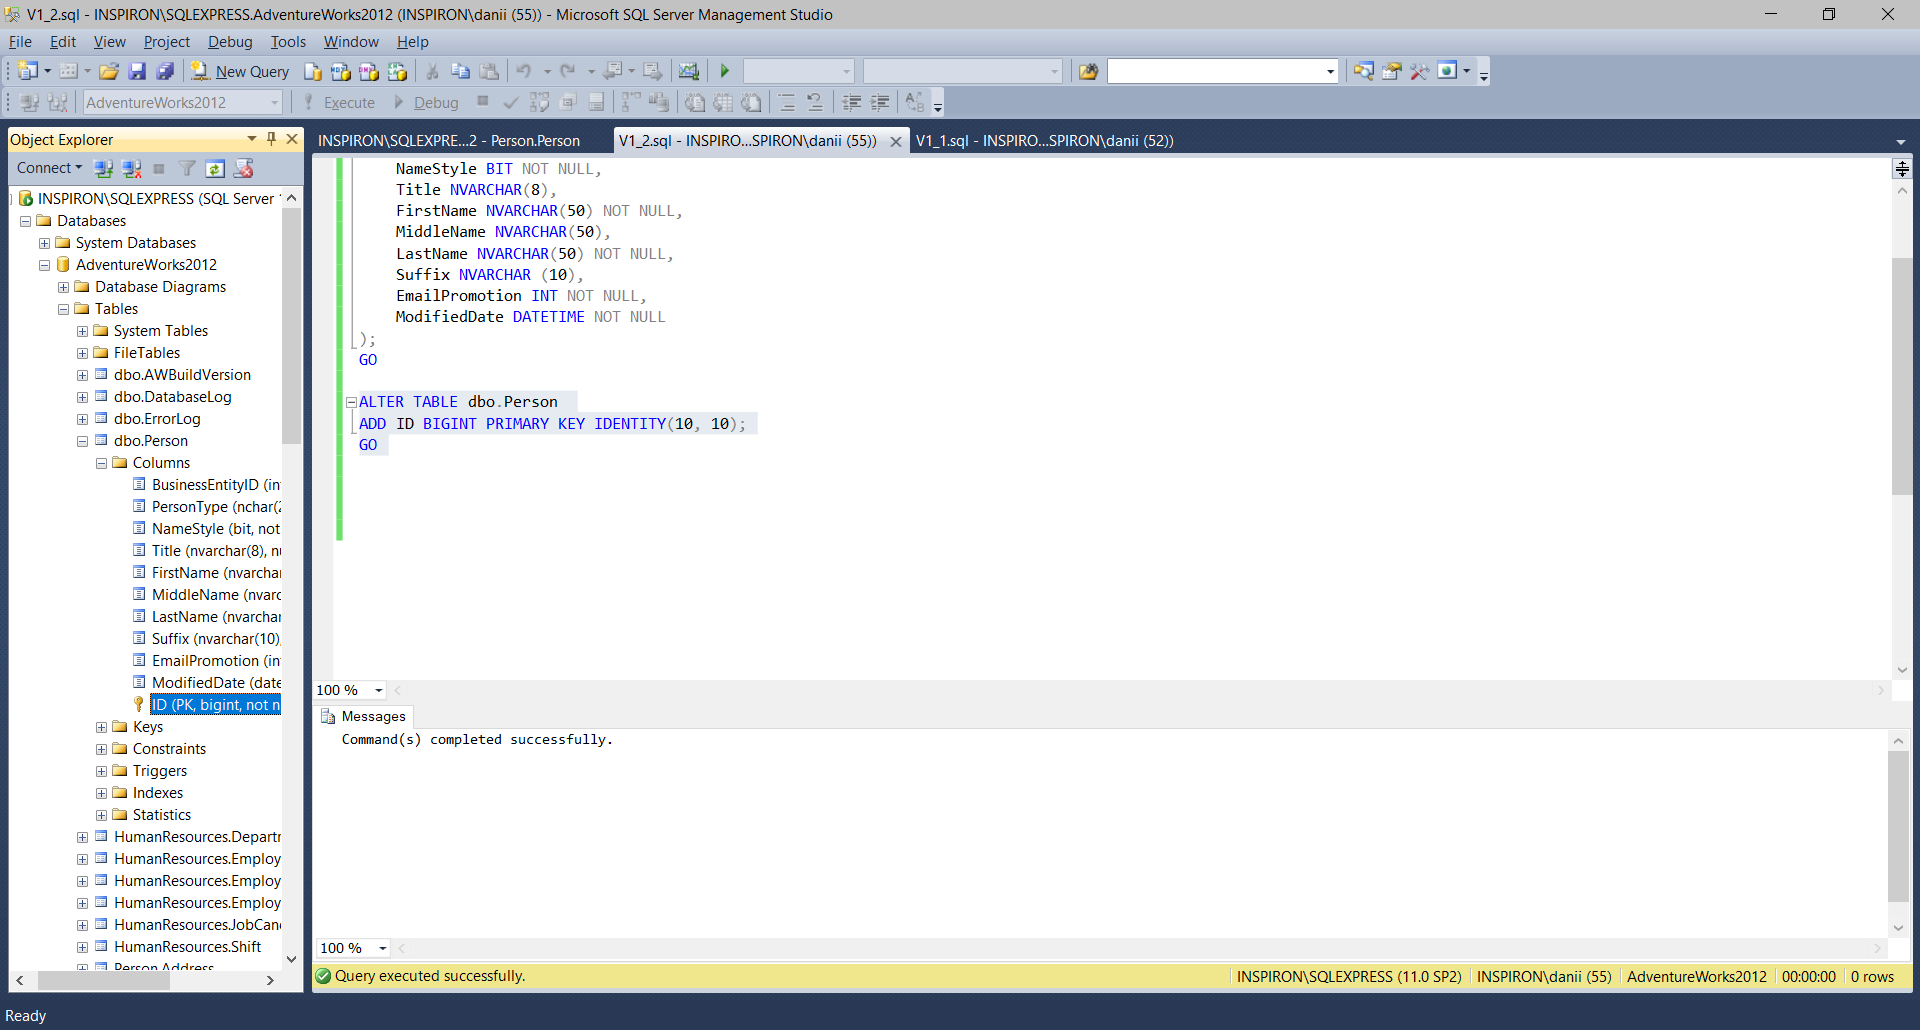 V1_2.sql - INSPIRON\SQLEXPRESS.AdventureWorks2012 (INSPIRON\danii (55)) - Microsoft SQL Server Management Studio
File Edit View Project Debug Tools Window Help
New Query
AdventureWorks2012 Execute Debug
Object Explorer
Connect
INSPIRON\SQLEXPRESS (SQL Server
Databases
System Databases
AdventureWorks2012
Database Diagrams
Tables
System Tables
FileTables
dbo.AWBuildVersion
dbo.DatabaseLog
dbo.ErrorLog
dbo.Person
Columns
BusinessEntityID (in
PersonType (nchar(2
NameStyle (bit, not
Title (nvarchar(8), n
FirstName (nvarchar
MiddleName (nvarc
LastName (nvarchar
Suffix (nvarchar(10)
EmailPromotion (in
ModifiedDate (date
ID (PK, bigint, not n
Keys
Constraints
Triggers
Indexes
Statistics
HumanResources.Departr
HumanResources.Employ
HumanResources.Employ
HumanResources.Employ
HumanResources.JobCan
HumanResources.Shift
Person.Address
INSPIRON\SQLEXPRE...2 - Person.Person V1_2.sql - INSPIRO...SPIRON\danii (55)) V1_1.sql - INSPIRO...SPIRON\danii (52))
NameStyle BIT NOT NULL,
Title NVARCHAR(8),
FirstName NVARCHAR(50) NOT NULL,
MiddleName NVARCHAR(50),
LastName NVARCHAR(50) NOT NULL,
Suffix NVARCHAR (10),
EmailPromotion INT NOT NULL,
ModifiedDate DATETIME NOT NULL
);
GO
ALTER TABLE dbo.Person
ADD ID BIGINT PRIMARY KEY IDENTITY(10, 10);
GO
100 %
Messages
Command(s) completed successfully.
100 %
Query executed successfully. INSPIRON\SQLEXPRESS (11.0 SP2) INSPIRON\danii (55) AdventureWorks2012 00:00:00 0 rows
Ready